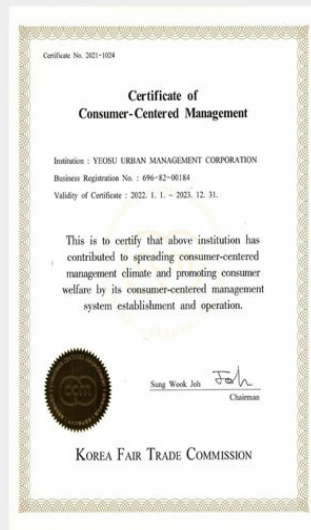 Certificate No. 2021-1024
Certificate of
Consumer-Centered Management
Institution : YEOSU URBAN MANAGEMENT CORPORATION
Business Registration No. : 696-82-00184
Validity of Certificate : 2022. 1. 1. ~ 2023. 12. 31.
This is to certify that above institution has
contributed to spreading consumer-centered
management climate and promoting consumer
welfare by its consumer-centered management
system establishment and operation.
Sung Wook Joh
Chairman
ccm
KOREA FAIR TRADE COMMISSION